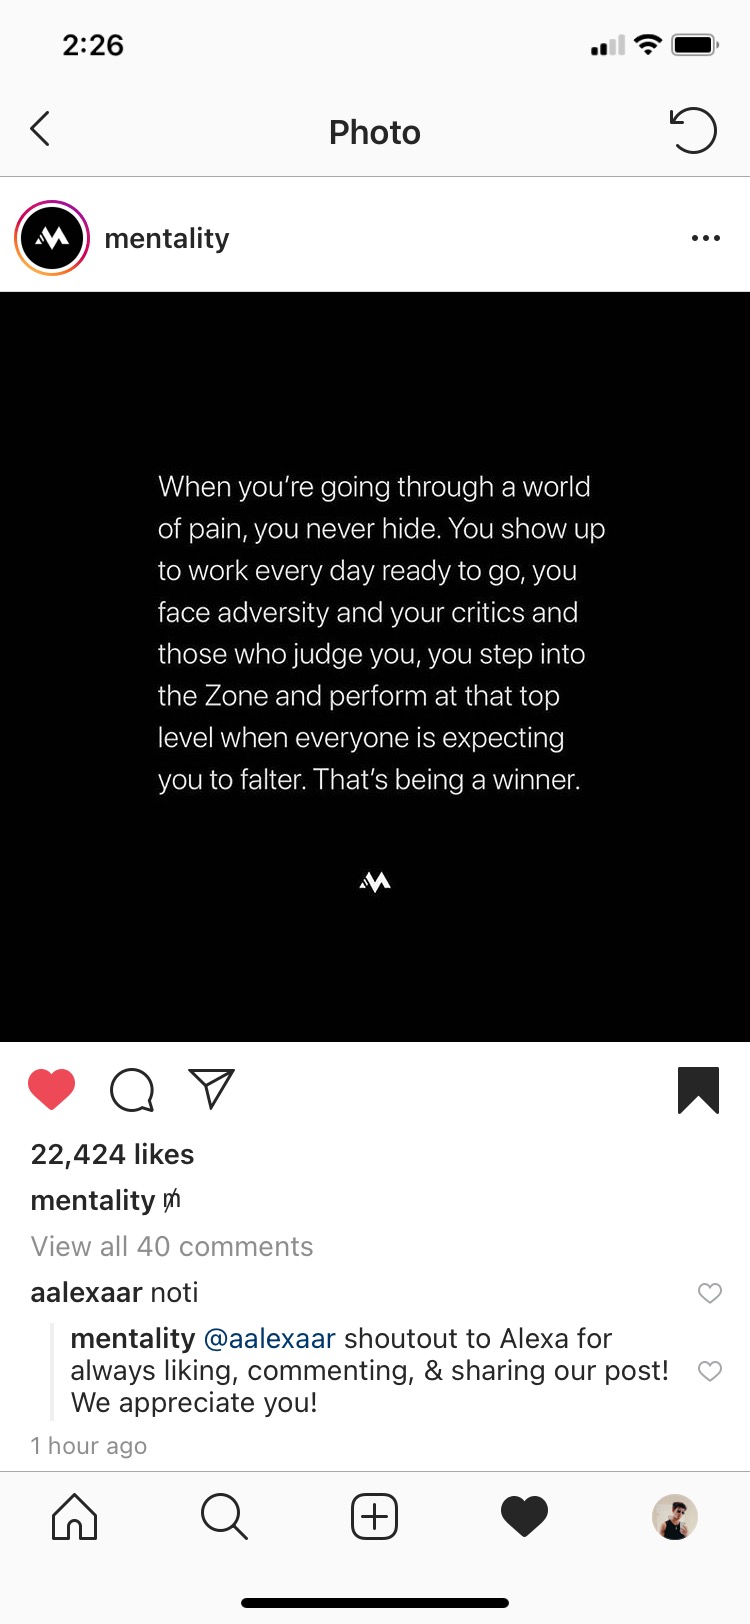 2:26
Photo
mentality
When you’re going through a world
of pain, you never hide. You show up
to work every day ready to go, you
face adversity and your critics and
those who judge you, you step into
the Zone and perform at that top
level when everyone is expecting
you to falter. That’s being a winner.
22,424 likes
mentality ₥
View all 40 comments
aalexaar noti
mentality @aalexaar shoutout to Alexa for
always liking, commenting, & sharing our post!
We appreciate you!
1 hour ago